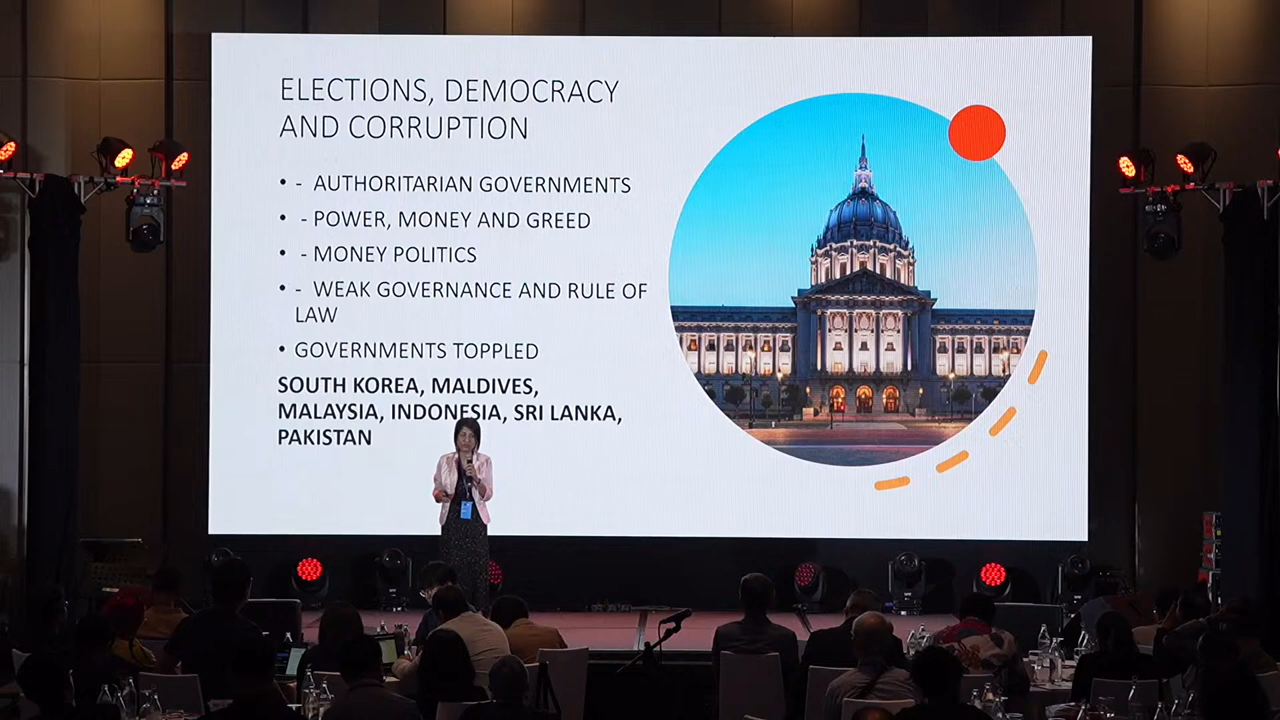 ELECTIONS, DEMOCRACY
AND CORRUPTION
• - AUTHORITARIAN GOVERNMENTS
• - POWER, MONEY AND GREED
• - MONEY POLITICS
• - WEAK GOVERNANCE AND RULE OF
LAW
• GOVERNMENTS TOPPLED
SOUTH KOREA, MALDIVES,
MALAYSIA, INDONESIA, SRI LANKA,
PAKISTAN